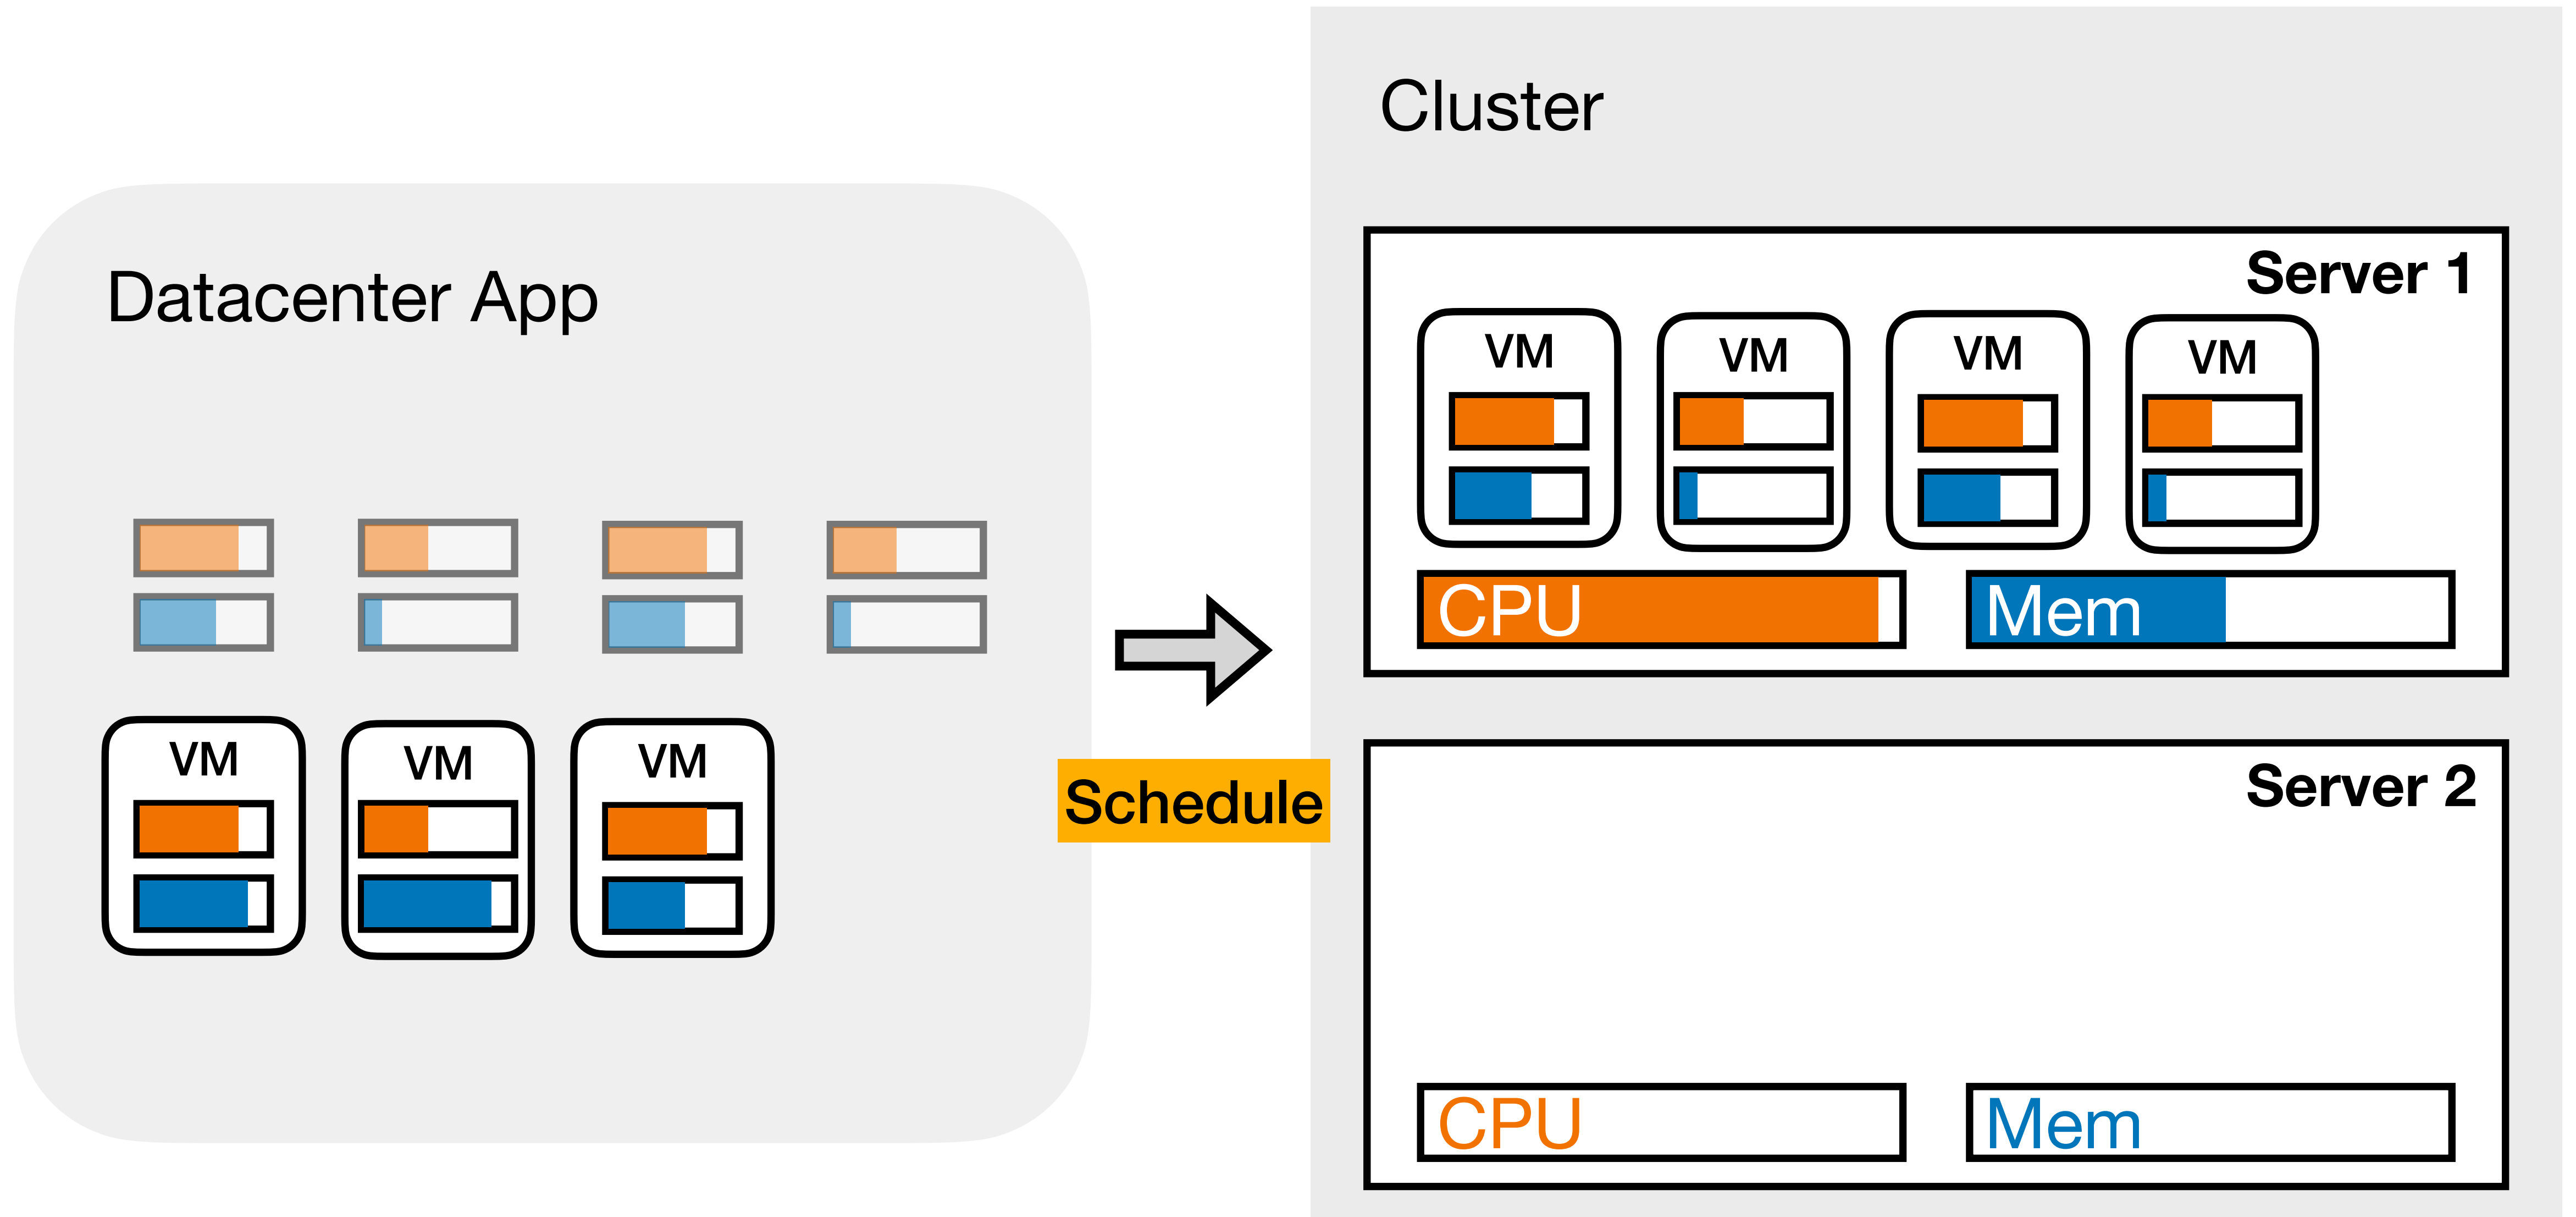 Cluster
Server 1
Datacenter App
VM
VM
VM
VM
CPU
Mem
VM
VM
VM
Schedule
Server 2
CPU
Mem